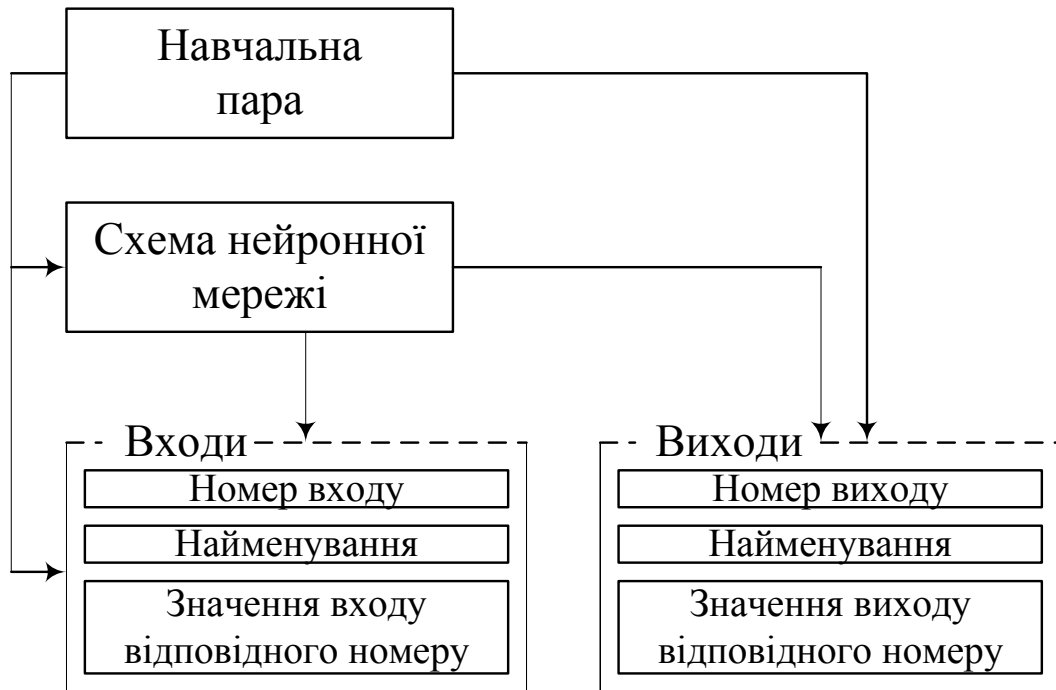 Навчальна
пара
Схема нейронної
мережі
Входи
Номер входу
Найменування
Значення входу
відповідного номеру
Виходи
Номер виходу
Найменування
Значення виходу
відповідного номеру